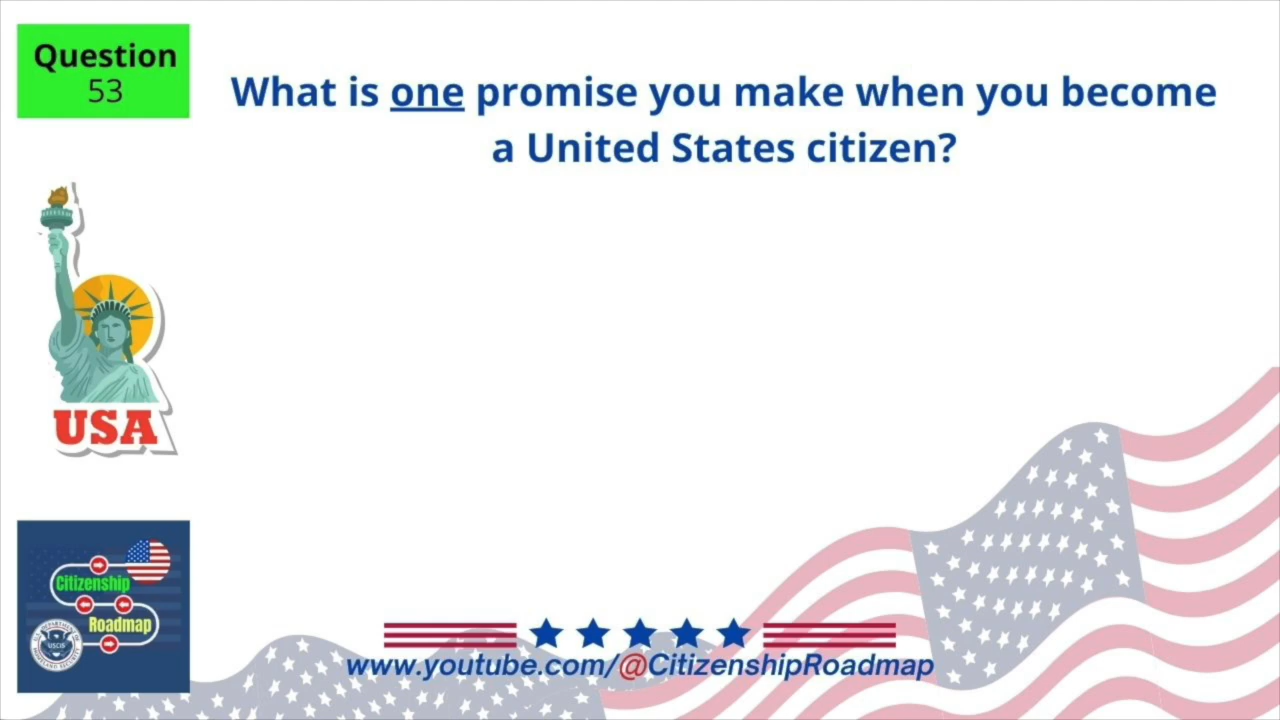 Question
53
What is one promise you make when you become
a United States citizen?
USA
Citizenship
Roadmap
USCIS
www.youtube.com/@CitizenshipRoadmap